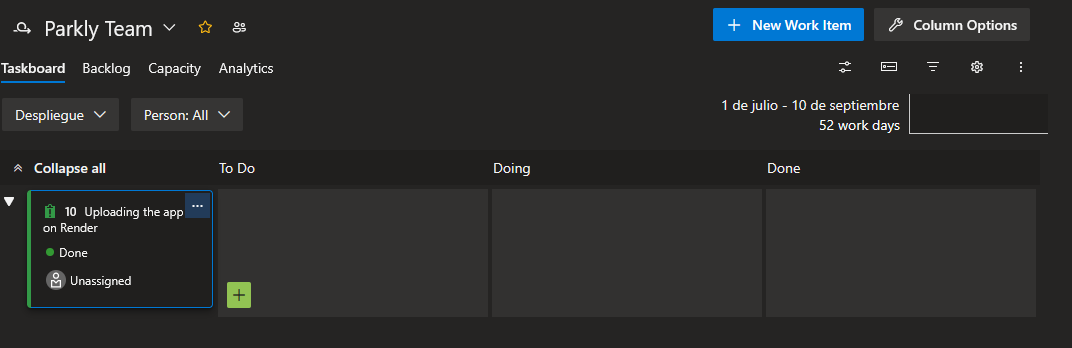 Parkly Team
New Work Item
Column Options
Taskboard Backlog Capacity Analytics
Despliegue
Person: All
1 de julio - 10 de septiembre
52 work days
Collapse all
To Do
Doing
Done
10 Uploading the app
on Render
Done
Unassigned